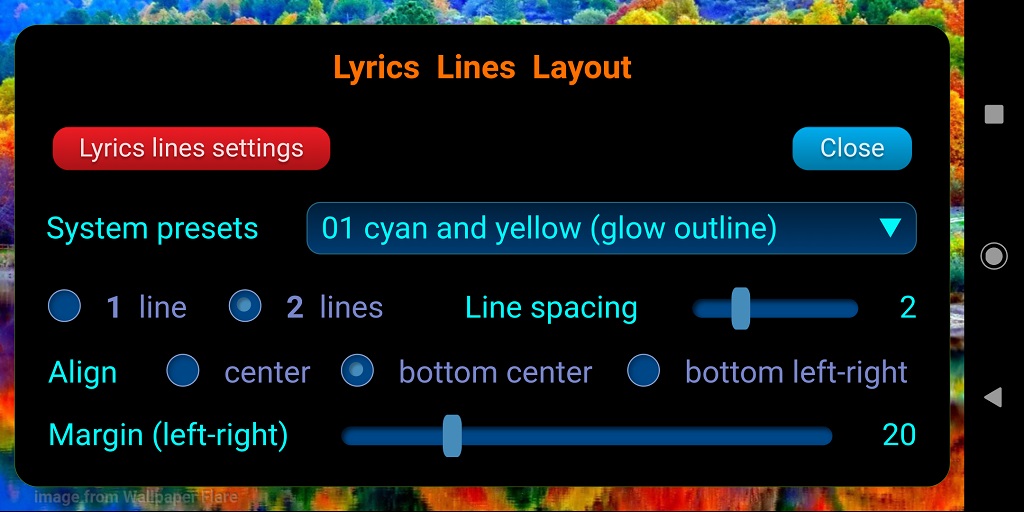 Lyrics Lines Layout
Lyrics lines settings
Close
System presets
01 cyan and yellow (glow outline)
1 line
2 lines
Line spacing
2
Align
center
bottom center
bottom left-right
Margin (left-right)
20
image from Wallpaper Flare